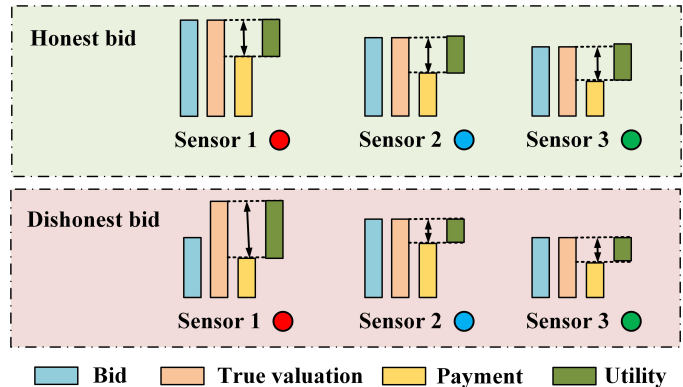 Honest bid
Sensor 1 Sensor 2 Sensor 3
Dishonest bid
Sensor 1 Sensor 2 Sensor 3
Bid True valuation Payment Utility